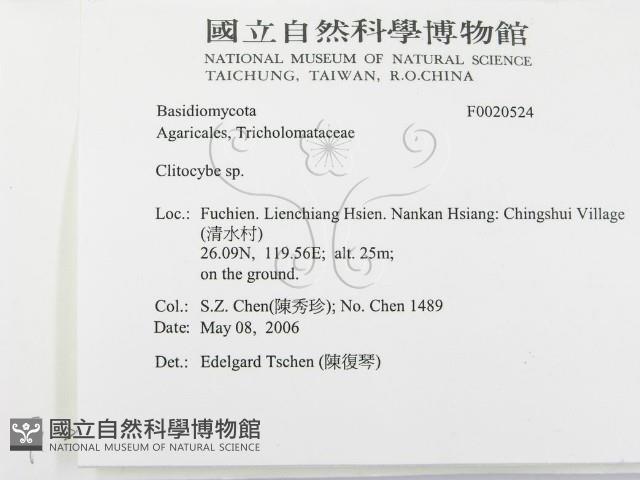 國立自然科學博物館
NATIONAL MUSEUM OF NATURAL SCIENCE
TAICHUNG, TAIWAN, R.O.CHINA
Basidiomycota F0020524
Agaricales, Tricholomataceae
Clitocybe sp.
Loc.: Fuchien. Lienchiang Hsien. Nankan Hsiang: Chingshui Village
(清水村)
26.09N, 119.56E; alt. 25m;
on the ground.
Col.: S.Z. Chen(陳秀珍); No. Chen 1489
Date: May 08, 2006
Det.: Edelgard Tschen (陳復琴)
國立自然科學博物館
NATIONAL MUSEUM OF NATURAL SCIENCE